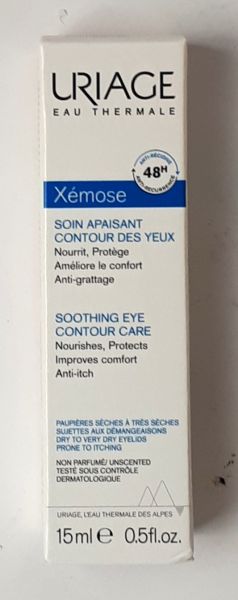 URIAGE
EAU THERMALE
ANTI-RÉCIDIVE
48H
ANTI-RECURRENCE
Xémose
SOIN APAISANT
CONTOUR DES YEUX
Nourrit, Protège
Améliore le confort
Anti-grattage
SOOTHING EYE
CONTOUR CARE
Nourishes, Protects
Improves comfort
Anti-itch
PAUPIÈRES SÈCHES À TRÈS SÈCHES
SUJETTES AUX DÉMANGEAISONS
DRY TO VERY DRY EYELIDS
PRONE TO ITCHING
NON PARFUMÉ/ UNSCENTED
TESTÉ SOUS CONTRÔLE
DERMATOLOGIQUE
URIAGE, L'EAU THERMALE DES ALPES
15ml e 0.5fl.oz.